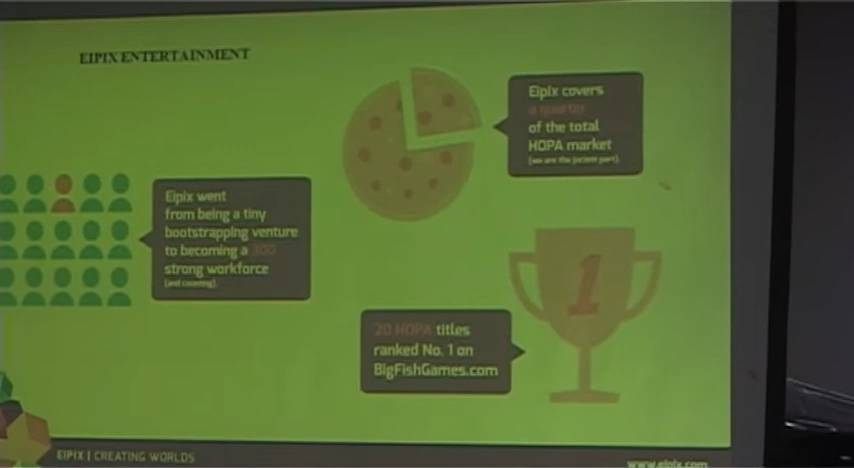 EIPIX ENTERTAINMENT
Eipix covers
a quarter
of the total
HOPA market
(we are the juiciest part).
Eipix went
from being a tiny
bootstrapping venture
to becoming a 300
strong workforce
(and counting).
1
20 HOPA titles
ranked No. 1 on
BigFishGames.com
EIPIX | CREATING WORLDS
www.eipix.com